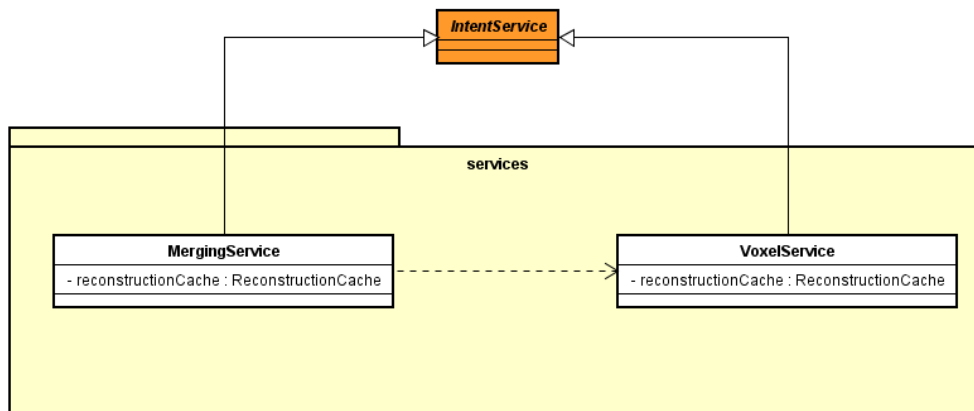 IntentService
services
MergingService
- reconstructionCache : ReconstructionCache
VoxelService
- reconstructionCache : ReconstructionCache